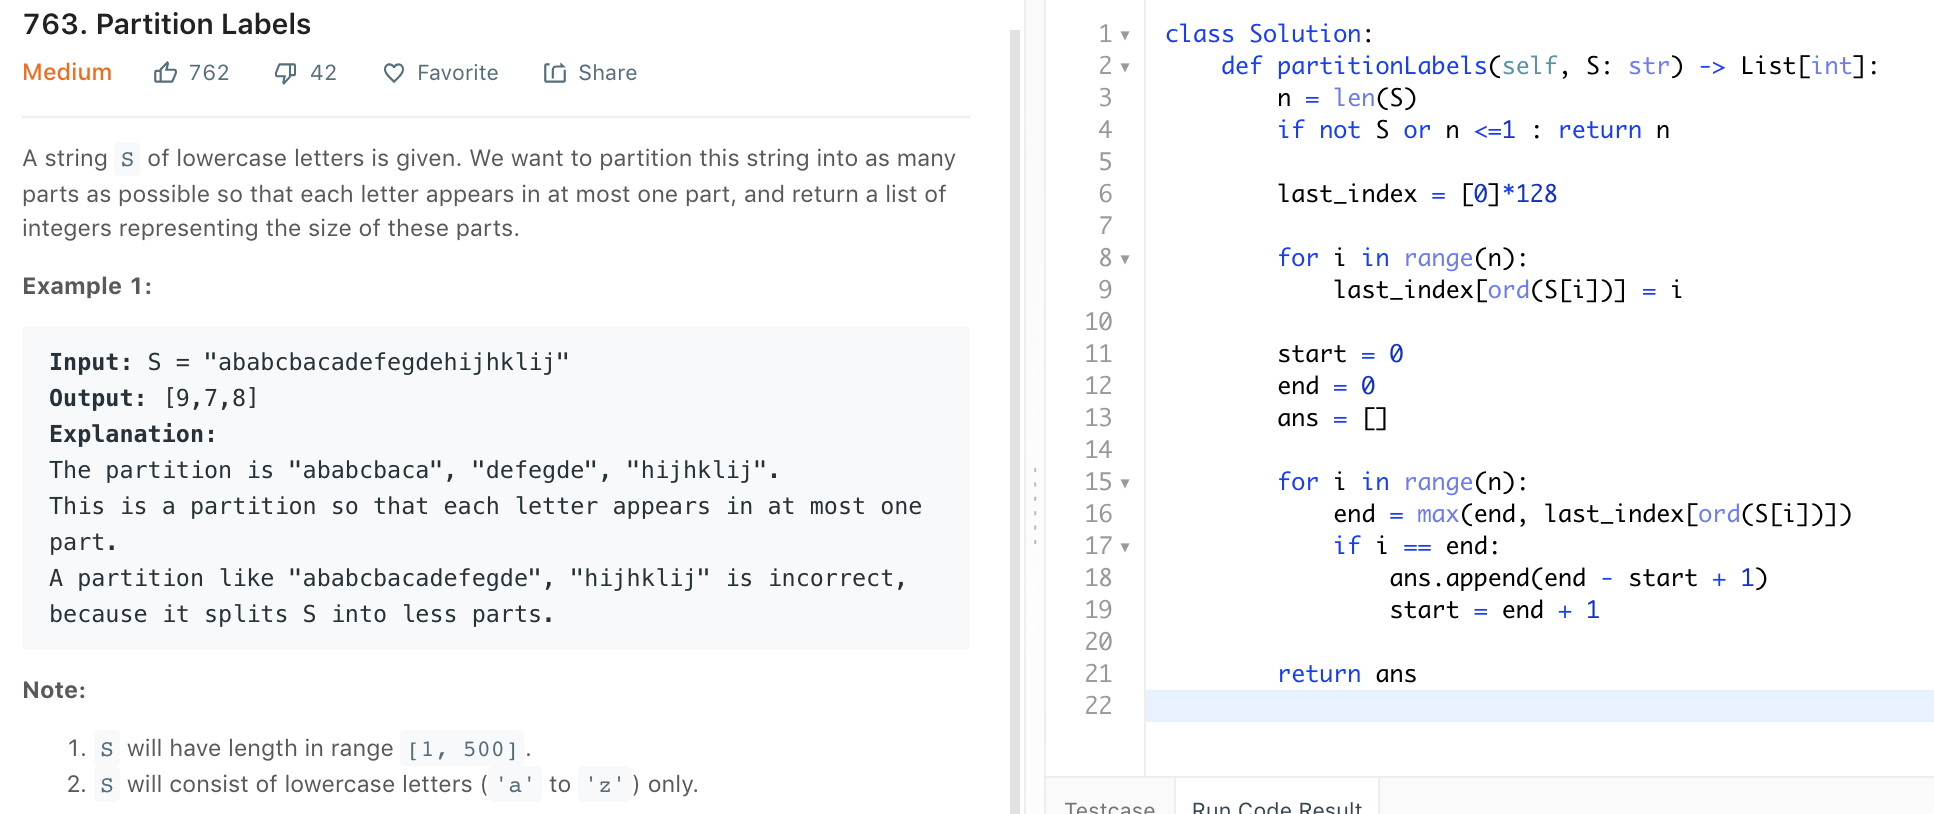 763. Partition Labels
Medium 762 42 Favorite Share
A string S of lowercase letters is given. We want to partition this string into as many
parts as possible so that each letter appears in at most one part, and return a list of
integers representing the size of these parts.
Example 1:
Input: S = "ababcbacadefegdehijhklij"
Output: [9,7,8]
Explanation:
The partition is "ababcbaca", "defegde", "hijhklij".
This is a partition so that each letter appears in at most one
part.
A partition like "ababcbacadefegde", "hijhklij" is incorrect,
because it splits S into less parts.
Note:
1. S will have length in range [1, 500].
2. S will consist of lowercase letters ('a' to 'z') only.
1 class Solution:
2     def partitionLabels(self, S: str) -> List[int]:
3         n = len(S)
4         if not S or n <=1 : return n
5
6         last_index = [0]*128
7
8         for i in range(n):
9             last_index[ord(S[i])] = i
10
11         start = 0
12         end = 0
13         ans = []
14
15         for i in range(n):
16             end = max(end, last_index[ord(S[i])])
17             if i == end:
18                 ans.append(end - start + 1)
19                 start = end + 1
20
21         return ans
22
Testcase Run Code Result